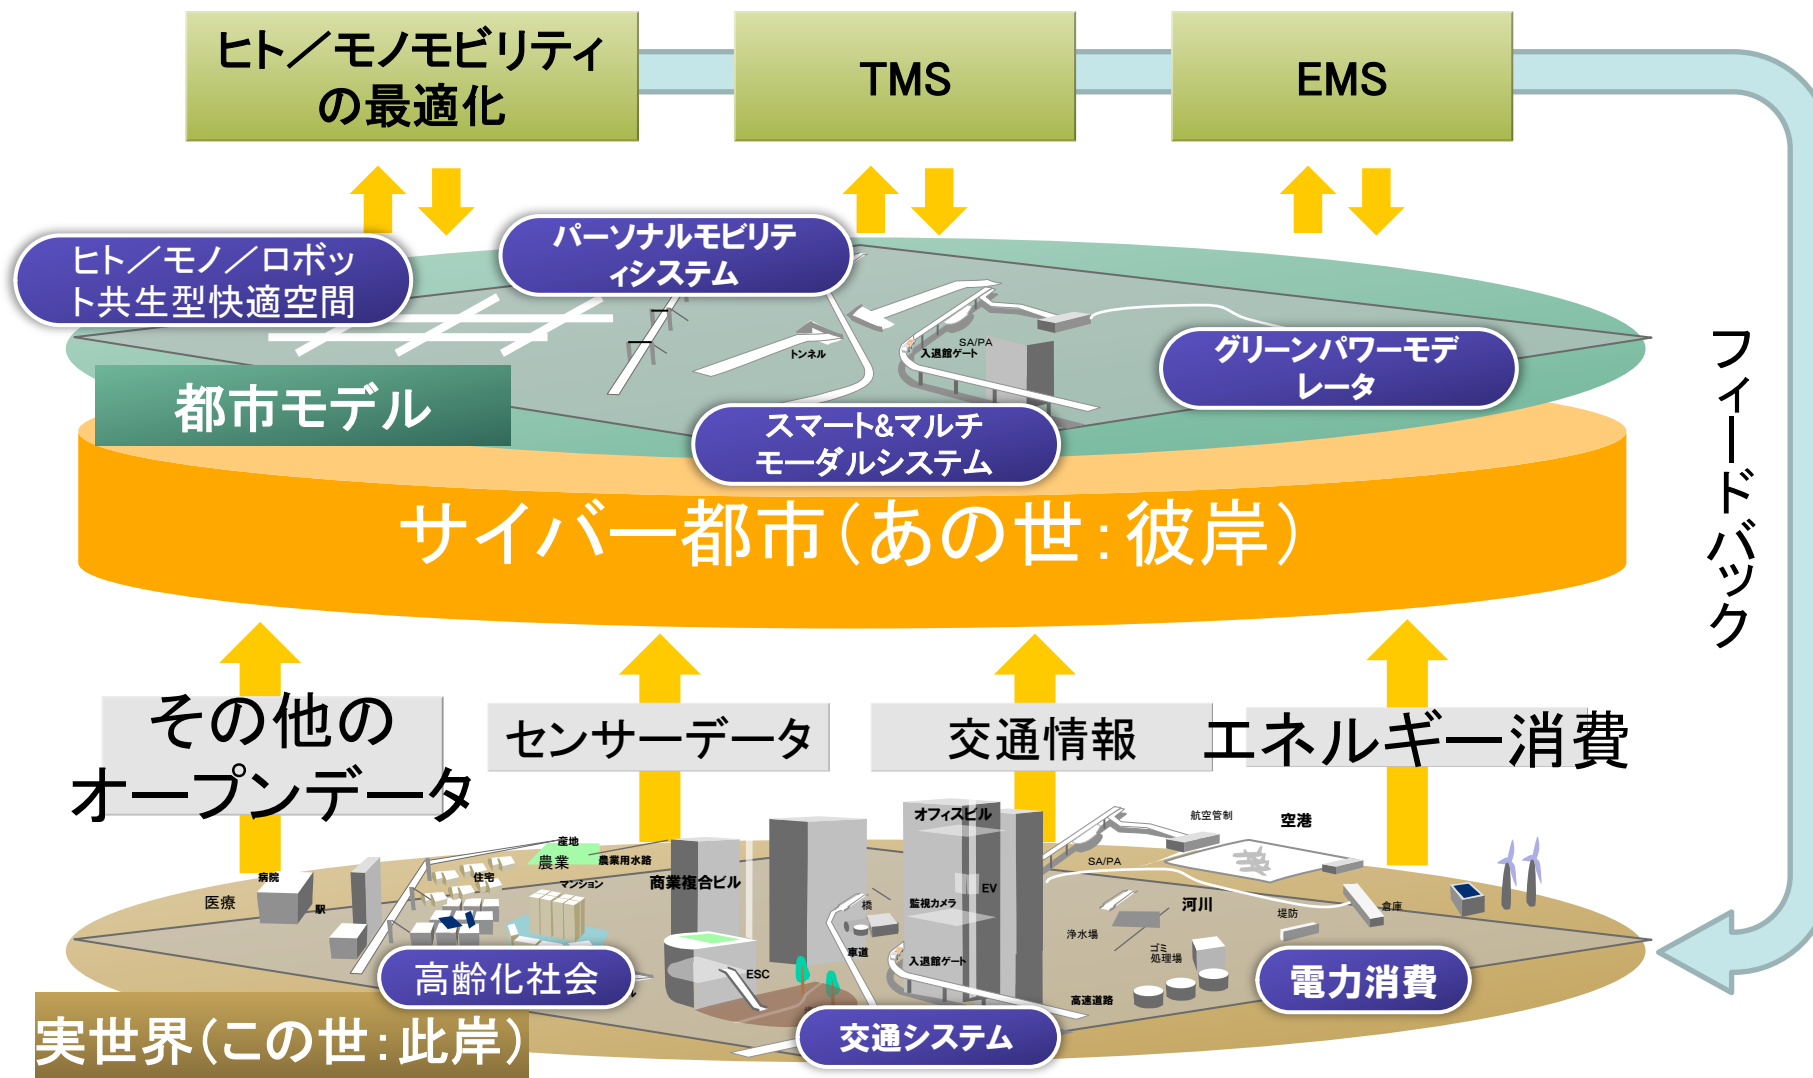 ヒト／モノモビリティ
の最適化
TMS
EMS
パーソナルモビリテ
ィシステム
ヒト／モノ／ロボッ
ト共生型快適空間
トンネル
SA/PA
入退館ゲート
グリーンパワーモデ
レータ
都市モデル
スマート&マルチ
モーダルシステム
フィードバック
サイバー都市（あの世：彼岸）
その他の
オープンデータ
センサーデータ
交通情報
エネルギー消費
オフィスビル
航空管制
空港
産地
農業
農業用水路
病院
医療
駅
住宅
マンション
商業複合ビル
SA/PA
EV
橋
監視カメラ
河川
堤防
倉庫
浄水場
車道
入退館ゲート
ゴミ
処理場
ESC
高速道路
高齢化社会
ル
電力消費
交通システム
実世界（この世：此岸）